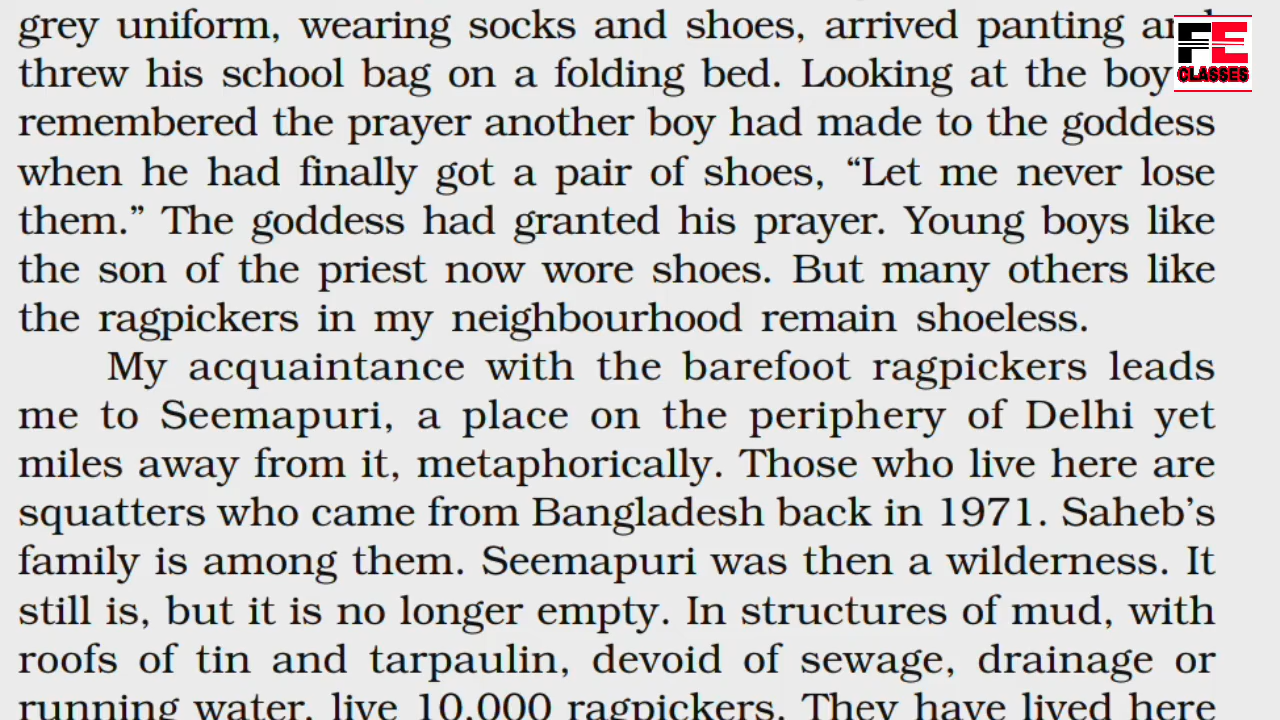 grey uniform, wearing socks and shoes, arrived panting and
FE
CLASSES
threw his school bag on a folding bed. Looking at the boy
remembered the prayer another boy had made to the goddess
when he had finally got a pair of shoes, “Let me never lose
them.” The goddess had granted his prayer. Young boys like
the son of the priest now wore shoes. But many others like
the ragpickers in my neighbourhood remain shoeless.
My acquaintance with the barefoot ragpickers leads
me to Seemapuri, a place on the periphery of Delhi yet
miles away from it, metaphorically. Those who live here are
squatters who came from Bangladesh back in 1971. Saheb’s
family is among them. Seemapuri was then a wilderness. It
still is, but it is no longer empty. In structures of mud, with
roofs of tin and tarpaulin, devoid of sewage, drainage or
running water, live 10,000 ragpickers. They have lived here